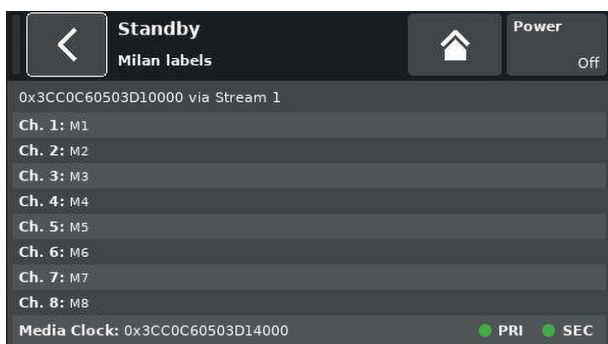 Standby
Milan labels
Power
Off
0x3CC0C60503D10000 via Stream 1
Ch. 1: M1
Ch. 2: M2
Ch. 3: M3
Ch. 4: M4
Ch. 5: M5
Ch. 6: M6
Ch. 7: M7
Ch. 8: M8
Media Clock: 0x3CC0C60503D14000 PRI SEC